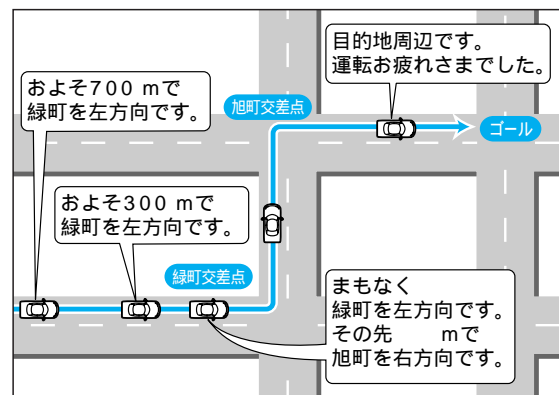 目的地周辺です。
運転お疲れさまでした。
およそ700 mで
緑町を左方向です。
旭町交差点
ゴール
およそ300 mで
緑町を左方向です。
緑町交差点
まもなく
緑町を左方向です。
その先　　mで
旭町を右方向です。